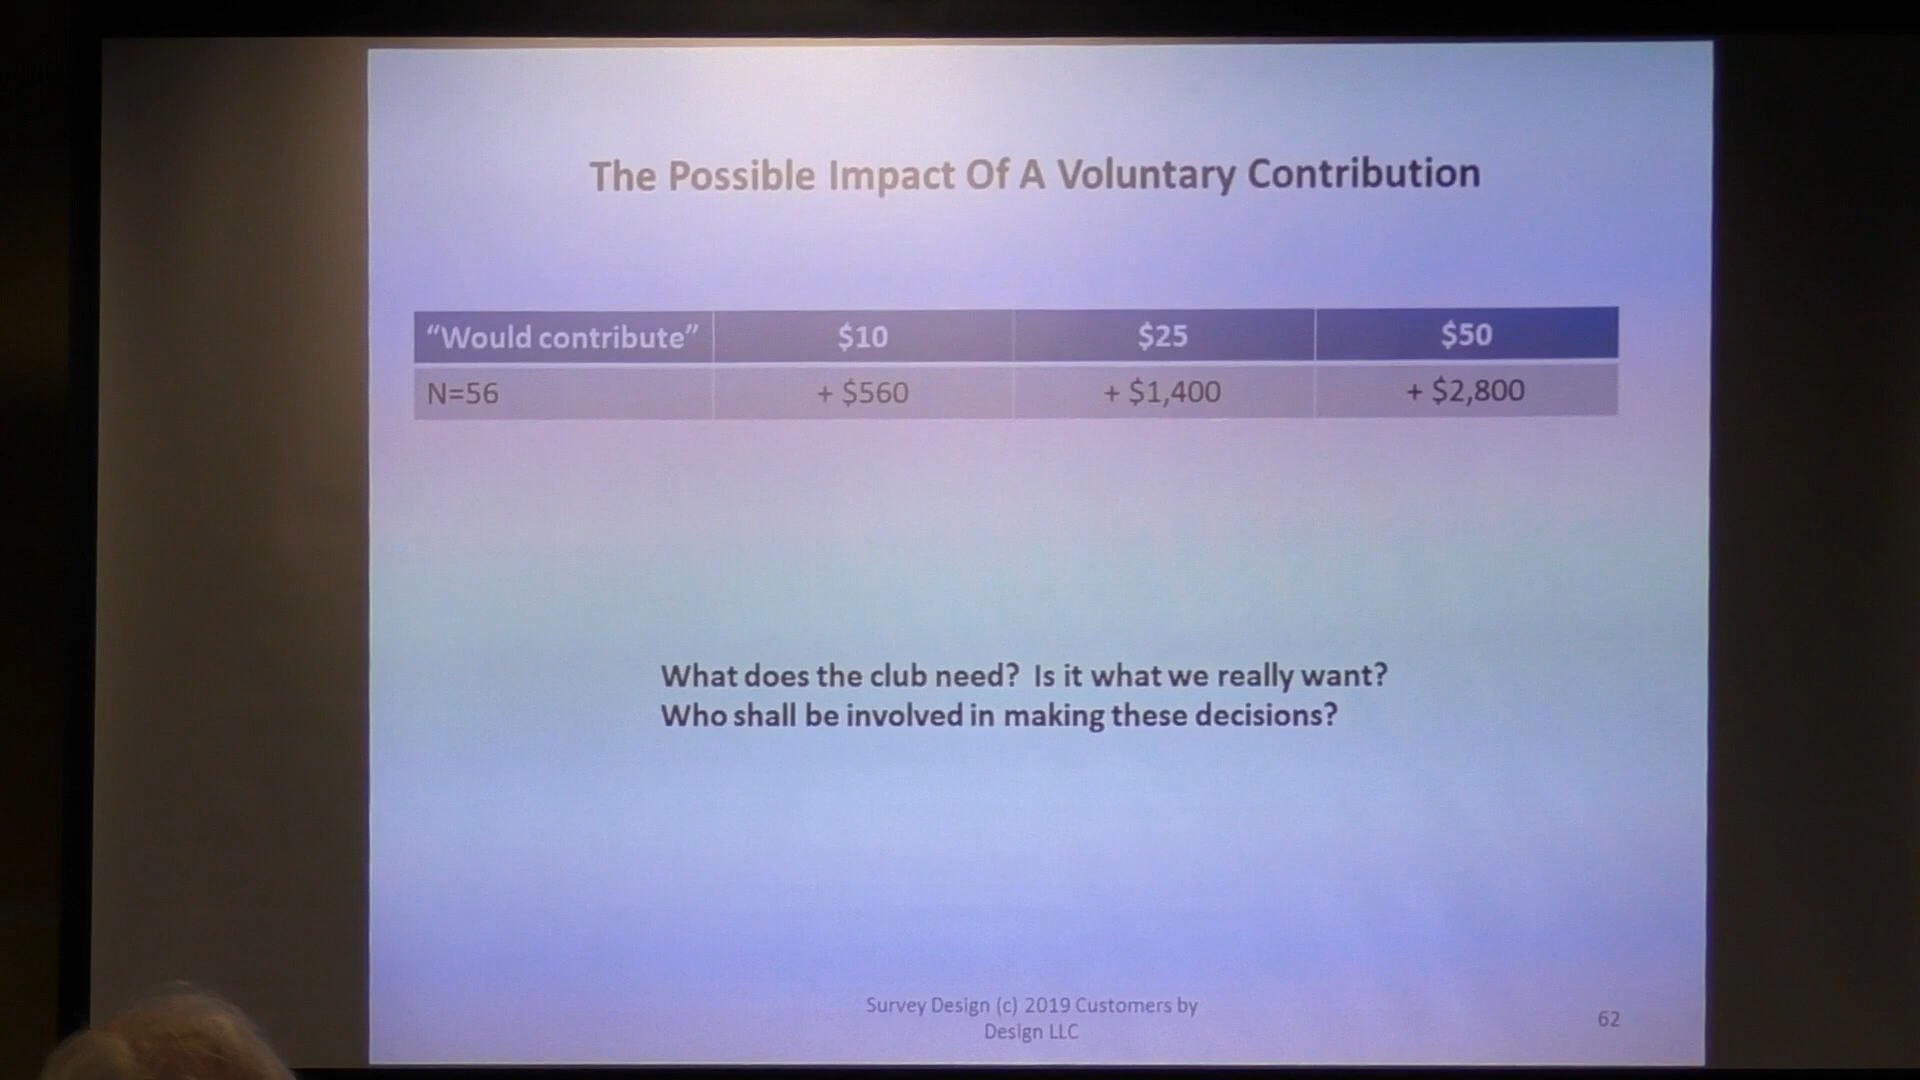 The Possible Impact Of A Voluntary Contribution
“Would contribute” $10 $25 $50
N=56 + $560 + $1,400 + $2,800
What does the club need?  Is it what we really want?
Who shall be involved in making these decisions?
Survey Design (c) 2019 Customers by
Design LLC
62